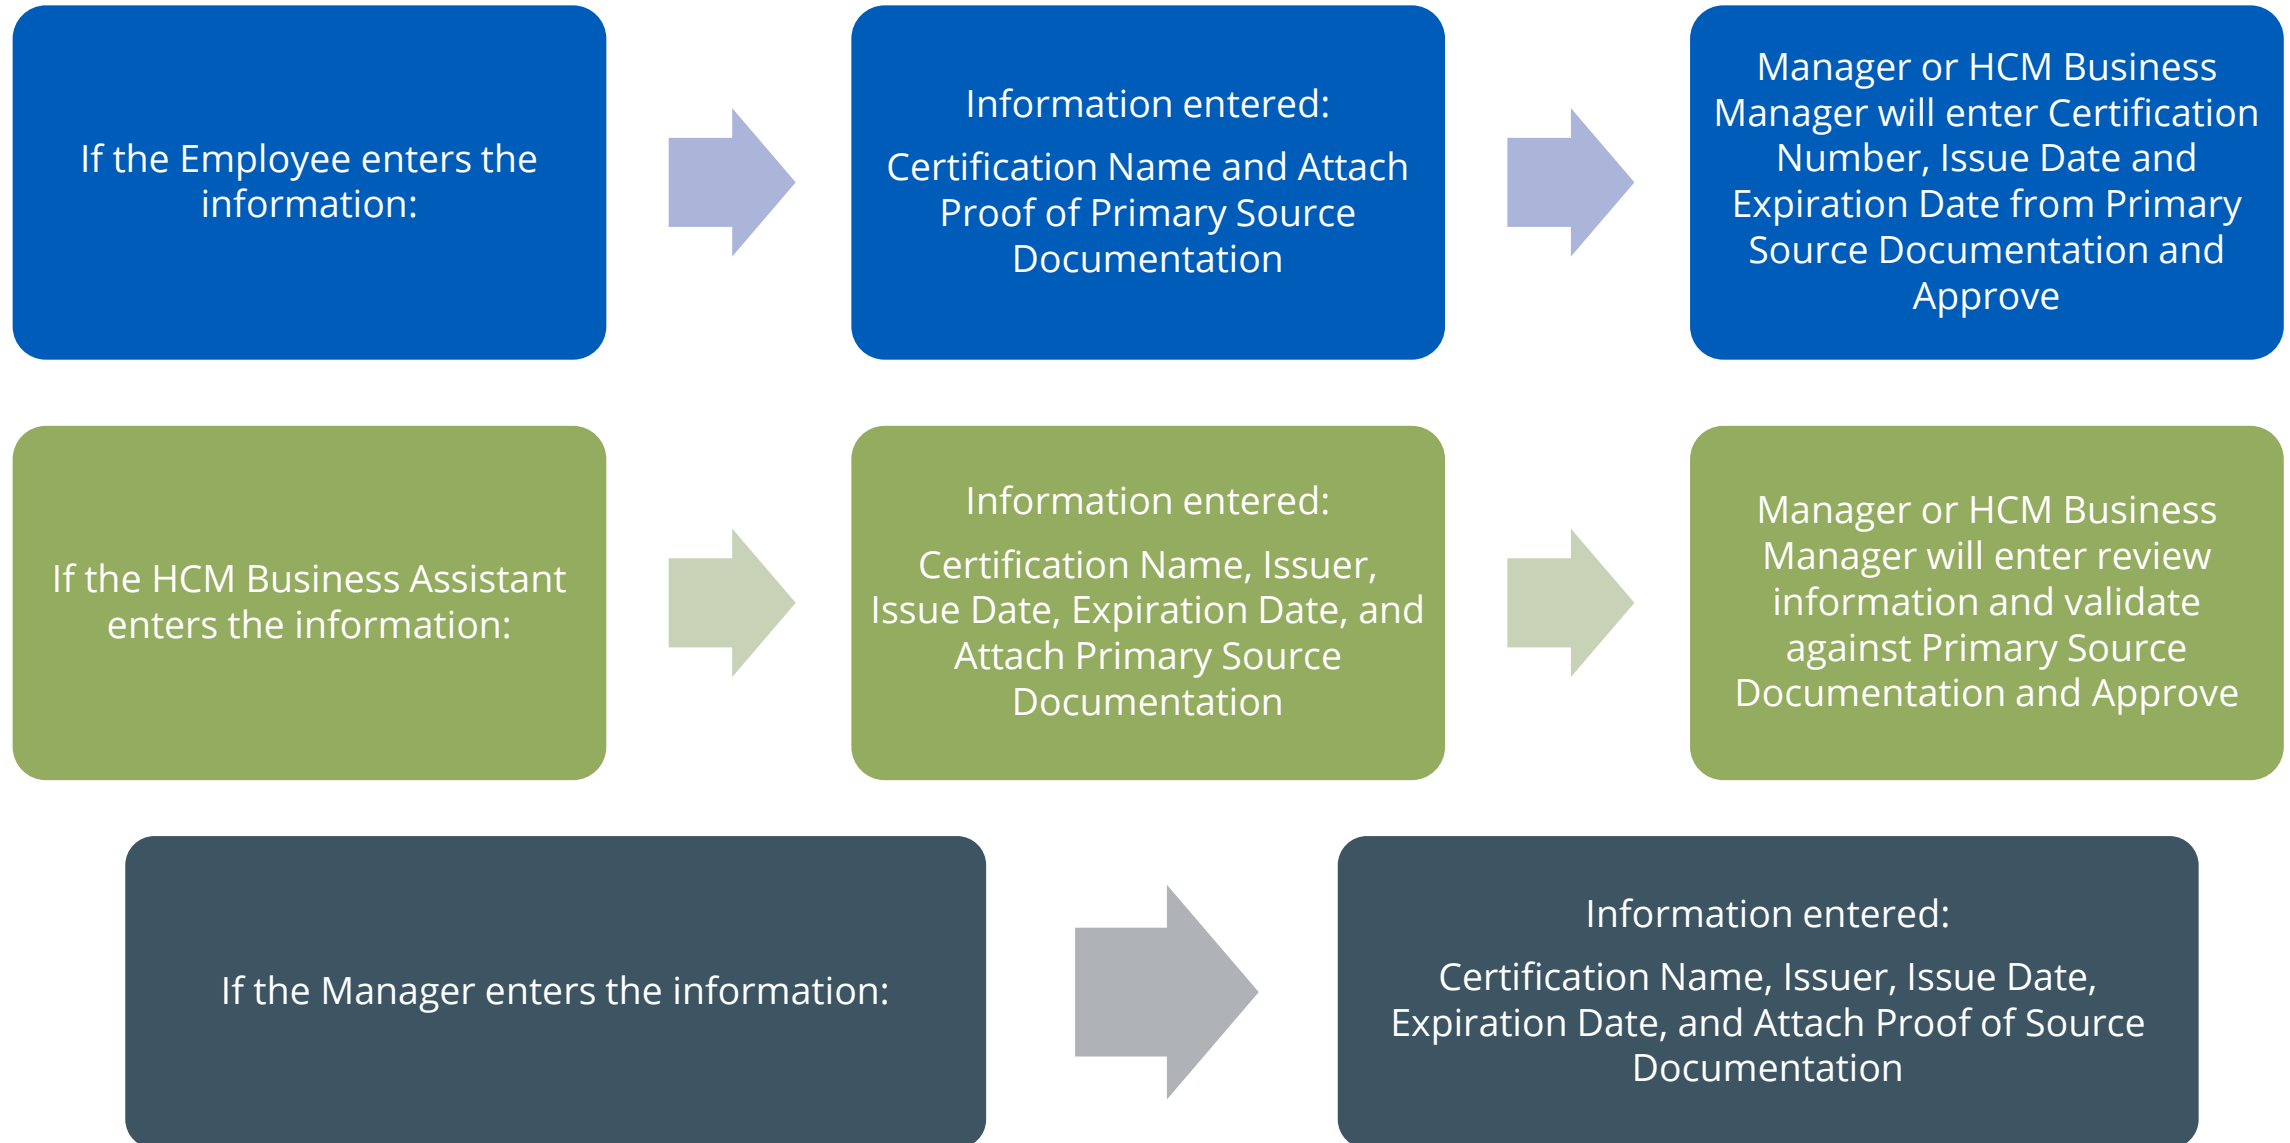 If the Employee enters the
information:
Information entered:
Certification Name and Attach
Proof of Primary Source
Documentation
Manager or HCM Business
Manager will enter Certification
Number, Issue Date and
Expiration Date from Primary
Source Documentation and
Approve
If the HCM Business Assistant
enters the information:
Information entered:
Certification Name, Issuer,
Issue Date, Expiration Date, and
Attach Primary Source
Documentation
Manager or HCM Business
Manager will enter review
information and validate
against Primary Source
Documentation and Approve
If the Manager enters the information:
Information entered:
Certification Name, Issuer, Issue Date,
Expiration Date, and Attach Proof of Source
Documentation